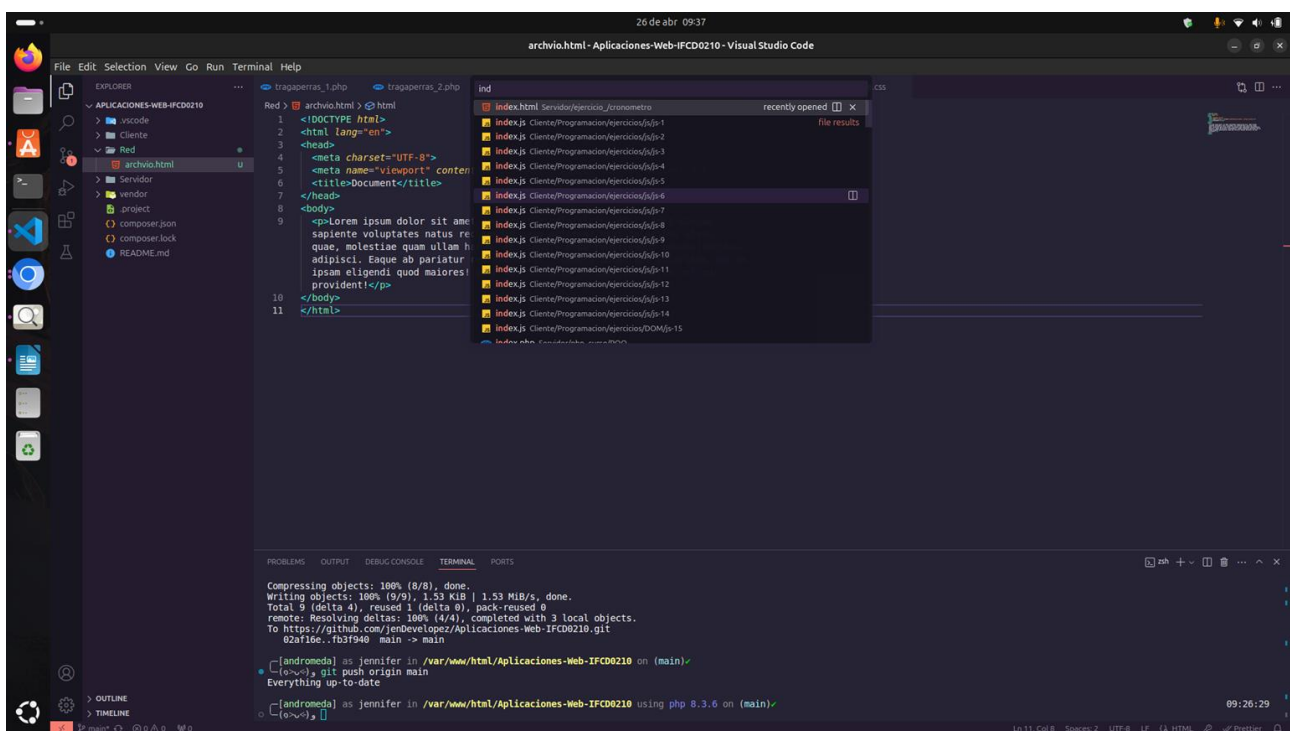 26 de abr 09:37
archvio.html - Aplicaciones-Web-IFCD0210 - Visual Studio Code
File Edit Selection View Go Run Terminal Help
EXPLORER
APLICACIONES-WEB-IFCD0210
.vscode
Cliente
Red
archvio.html U
Servidor
vendor
.project
composer.json
composer.lock
README.md
OUTLINE
TIMELINE
tragaperras_1.php tragaperras_2.php .css
Red > archvio.html > html
1 <!DOCTYPE html>
2 <html lang="en">
3 <head>
4 <meta charset="UTF-8">
5 <meta name="viewport" conten
6 <title>Document</title>
7 </head>
8 <body>
9 <p>Lorem ipsum dolor sit ame
sapiente voluptates natus re
quae, molestiae quam ullam h
adipisci. Eaque ab pariatur
ipsam eligendi quod maiores!
provident!</p>
10 </body>
11 </html>
ind
index.html Servidor/ejercicio_/cronometro recently opened
index.js Cliente/Programacion/ejercicios/js/js-1 file results
index.js Cliente/Programacion/ejercicios/js/js-2
index.js Cliente/Programacion/ejercicios/js/js-3
index.js Cliente/Programacion/ejercicios/js/js-4
index.js Cliente/Programacion/ejercicios/js/js-5
index.js Cliente/Programacion/ejercicios/js/js-6
index.js Cliente/Programacion/ejercicios/js/js-7
index.js Cliente/Programacion/ejercicios/js/js-8
index.js Cliente/Programacion/ejercicios/js/js-9
index.js Cliente/Programacion/ejercicios/js/js-10
index.js Cliente/Programacion/ejercicios/js/js-11
index.js Cliente/Programacion/ejercicios/js/js-12
index.js Cliente/Programacion/ejercicios/js/js-13
index.js Cliente/Programacion/ejercicios/js/js-14
index.js Cliente/Programacion/ejercicios/DOM/js-15
index.php Servidor/php_curso/POO
PROBLEMS OUTPUT DEBUG CONSOLE TERMINAL PORTS
zsh
Compressing objects: 100% (8/8), done.
Writing objects: 100% (9/9), 1.53 KiB | 1.53 MiB/s, done.
Total 9 (delta 4), reused 1 (delta 0), pack-reused 0
remote: Resolving deltas: 100% (4/4), completed with 3 local objects.
To https://github.com/jenDevelopez/Aplicaciones-Web-IFCD0210.git
02af16e..fb3f940 main -> main
[andromeda] as jennifer in /var/www/html/Aplicaciones-Web-IFCD0210 on (main)✔
git push origin main
Everything up-to-date
[andromeda] as jennifer in /var/www/html/Aplicaciones-Web-IFCD0210 using php 8.3.6 on (main)✔ 09:26:29
main* 0 0 0 Ln 11, Col 8 Spaces: 2 UTF-8 LF HTML Prettier